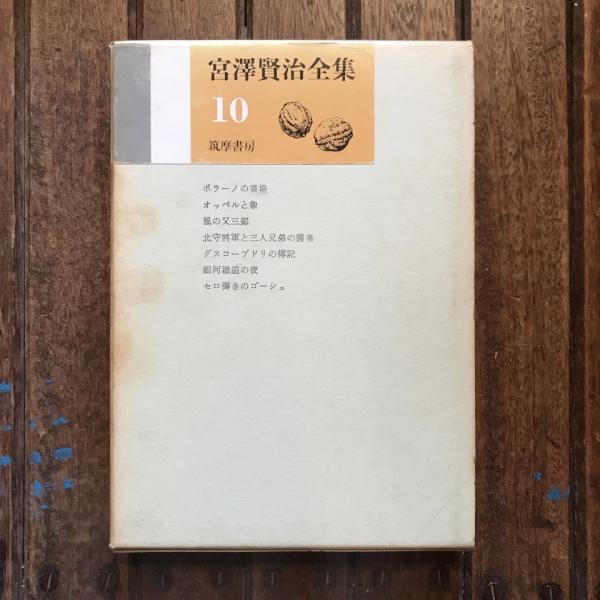 宮澤賢治全集
10
筑摩書房
ポラーノの廣場
オッペルと象
風の又三郎
北守將軍と三人兄弟の醫者
グスコーブドリの傳記
銀河鐵道の夜
セロ彈きのゴーシュ